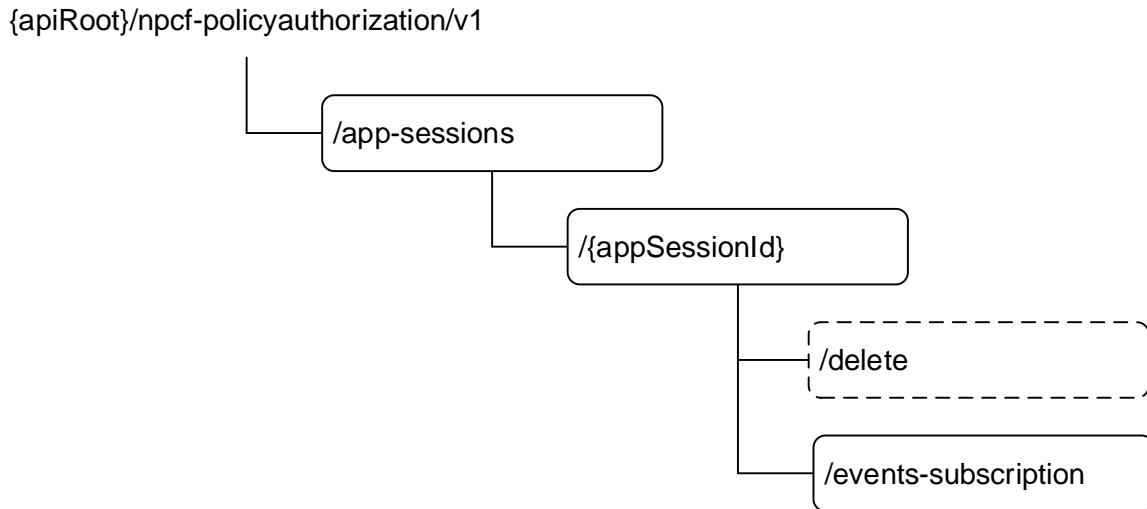 {apiRoot}/npcf-policyauthorization/v1
/app-sessions
/{appSessionId}
/delete
/events-subscription